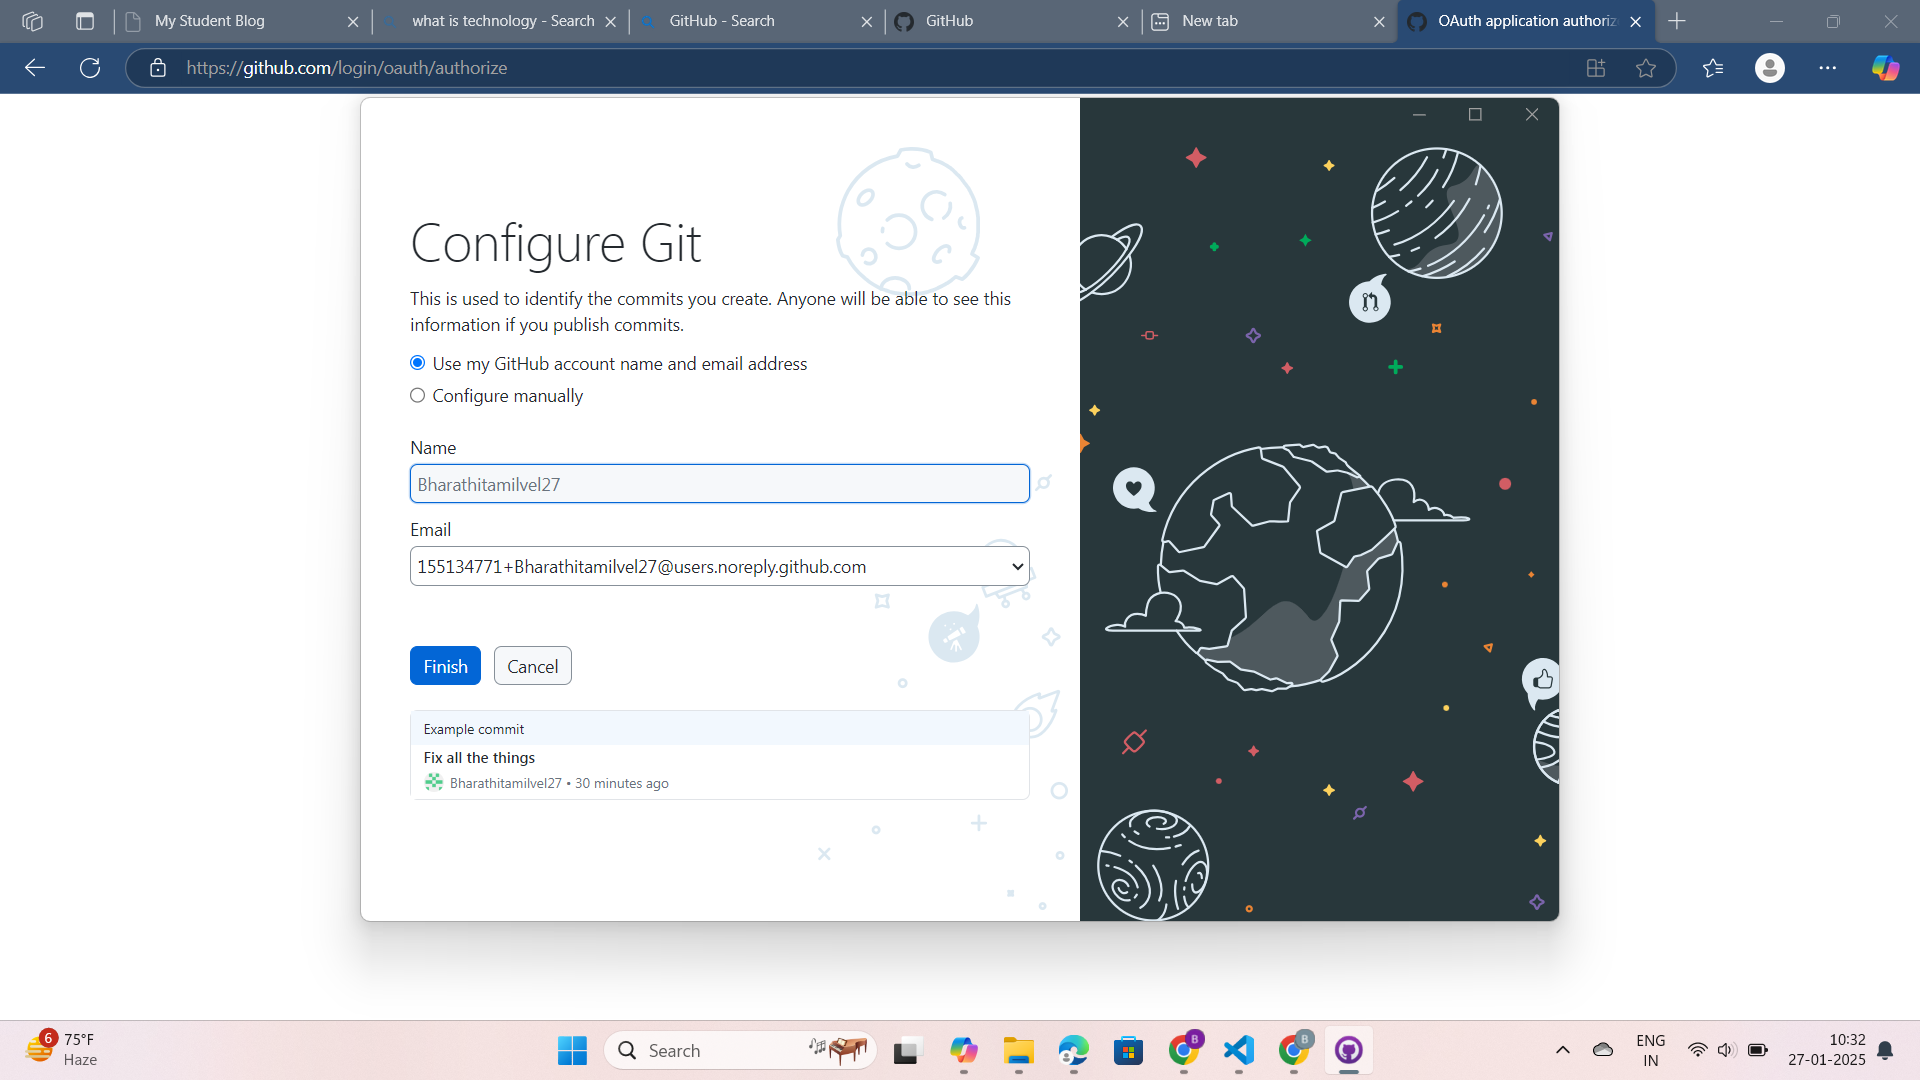 My Student Blog
what is technology - Search
GitHub - Search
GitHub
New tab
OAuth application authoriz
https://github.com/login/oauth/authorize
Configure Git
This is used to identify the commits you create. Anyone will be able to see this
information if you publish commits.
Use my GitHub account name and email address
Configure manually
Name
Bharathitamilvel27
Email
155134771+Bharathitamilvel27@users.noreply.github.com
Finish
Cancel
Example commit
Fix all the things
Bharathitamilvel27 • 30 minutes ago
6
75°F
Haze
Search
B
B
ENG
IN
10:32
27-01-2025